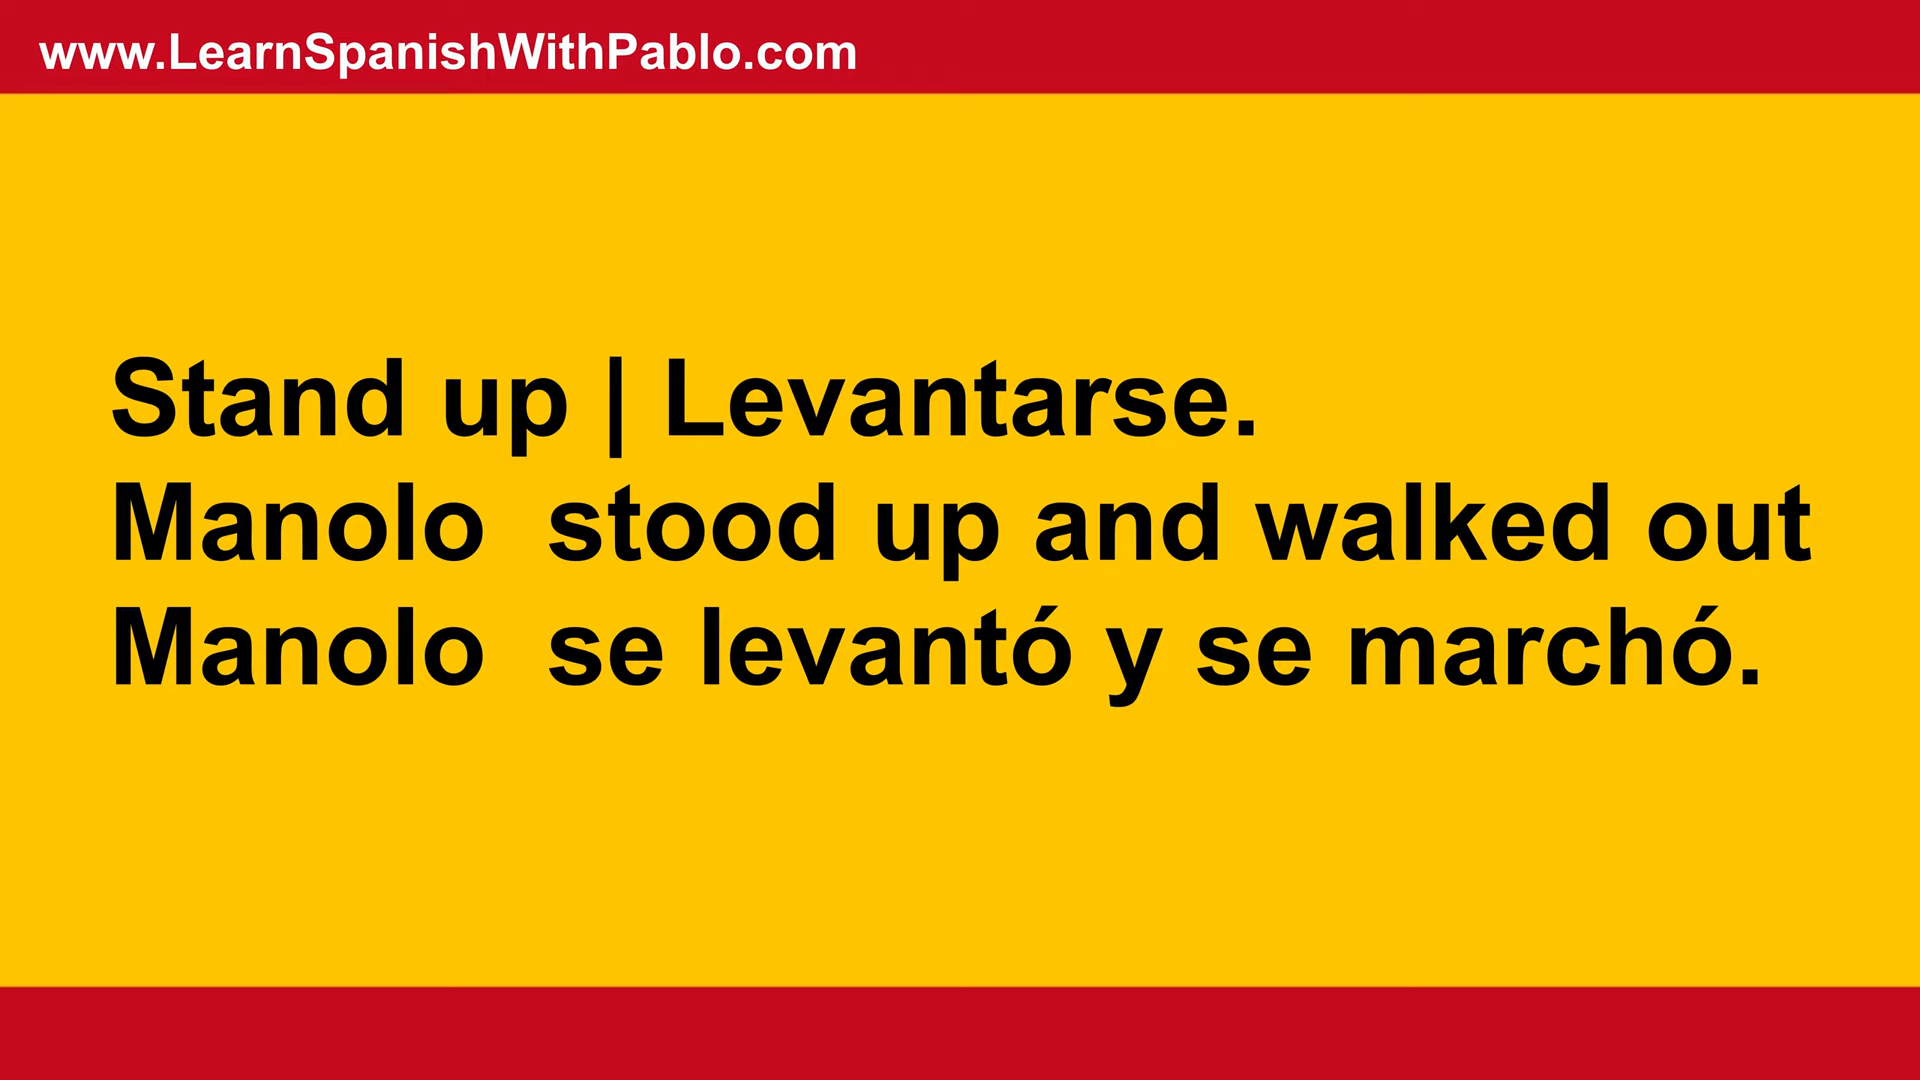 www.LearnSpanishWithPablo.com
Stand up | Levantarse.
Manolo  stood up and walked out
Manolo  se levantó y se marchó.